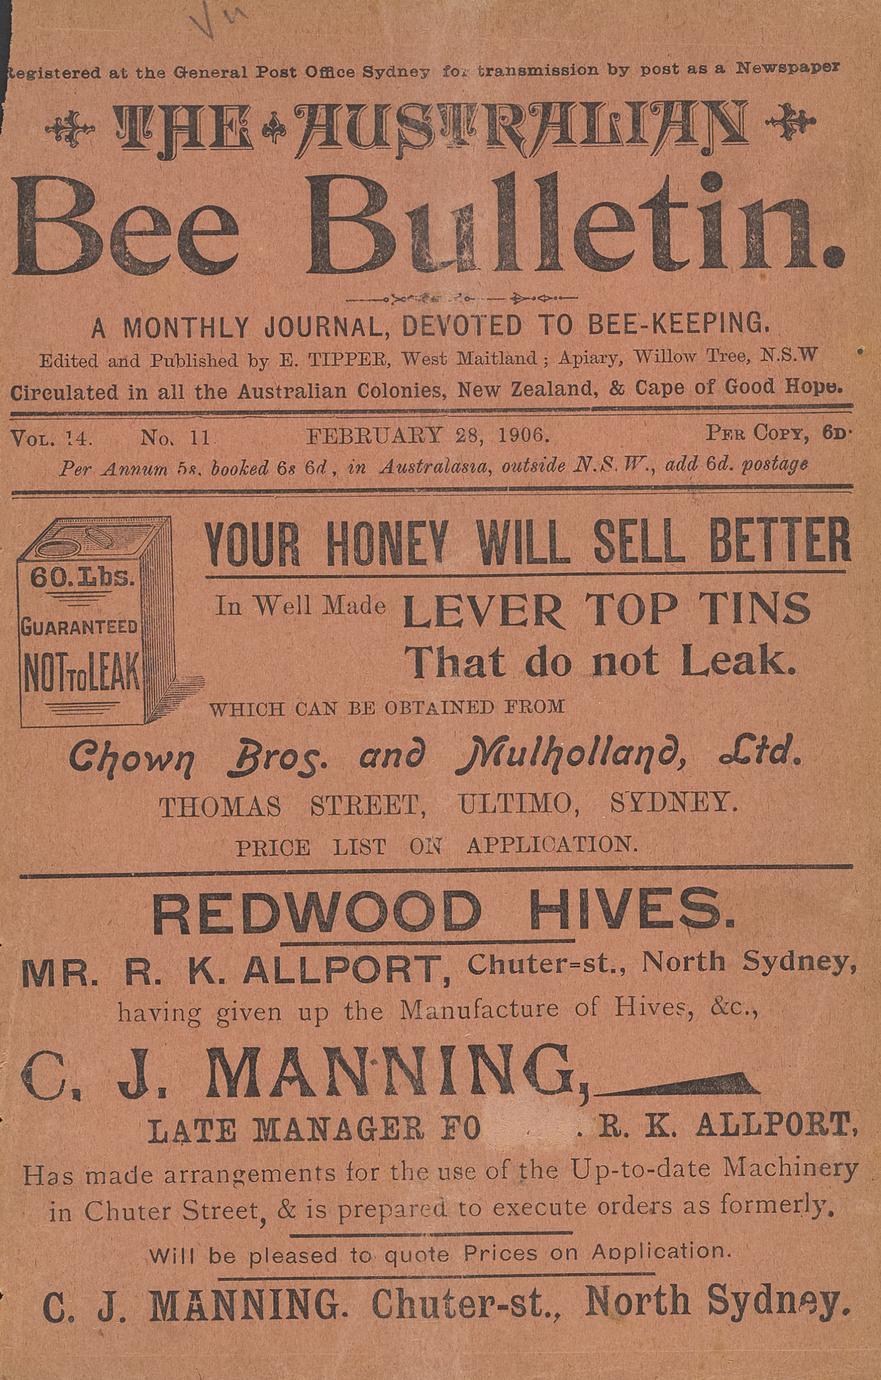 Registered at the General Post Office Sydney for transmission by post as a Newspaper
THE AUSTRALIAN
Bee Bulletin.
A MONTHLY JOURNAL, DEVOTED TO BEE-KEEPING.
Edited and Published by E. TIPPER, West Maitland ; Apiary, Willow Tree, N.S.W
Circulated in all the Australian Colonies, New Zealand, & Cape of Good Hope.
VOL. 14. No. 11 FEBRUARY 28, 1906. PER COPY, 6D.
Per Annum 5s. booked 6s 6d, in Australasia, outside N.S.W., add 6d. postage
60. Lbs.
GUARANTEED
NOT TO LEAK
YOUR HONEY WILL SELL BETTER
In Well Made LEVER TOP TINS
That do not Leak.
WHICH CAN BE OBTAINED FROM
Chown Bros. and Mulholland, Ltd.
THOMAS STREET, ULTIMO, SYDNEY.
PRICE LIST ON APPLICATION.
REDWOOD HIVES.
MR. R. K. ALLPORT, Chuter-st., North Sydney,
having given up the Manufacture of Hives, &c.,
C. J. MANNING,
LATE MANAGER FO . R. K. ALLPORT,
Has made arrangements for the use of the Up-to-date Machinery
in Chuter Street, & is prepared to execute orders as formerly.
Will be pleased to quote Prices on Application.
C. J. MANNING. Chuter-st., North Sydney.